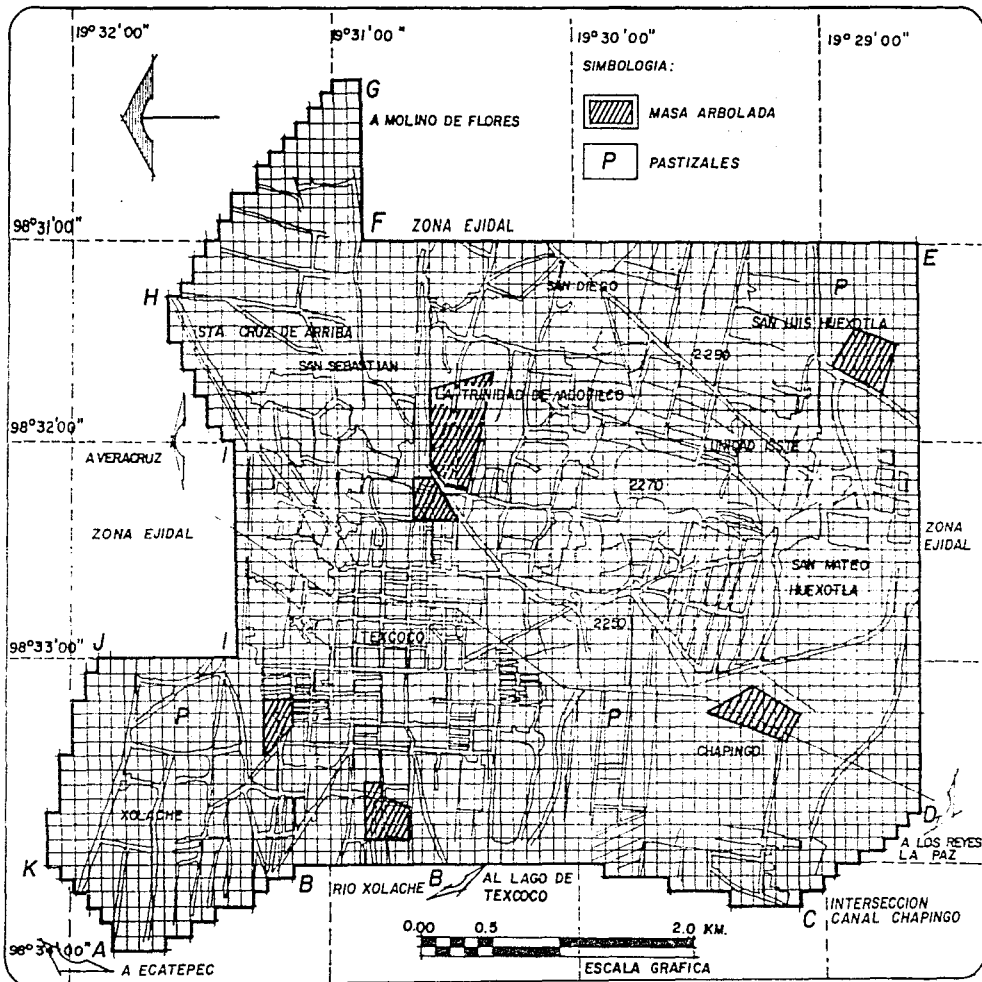 19°32'00"
19°31'00"
19°30'00"
19°29'00"
SIMBOLOGIA:
MASA ARBOLADA
P
PASTIZALES
G
A MOLINO DE FLORES
98°31'00"
F
ZONA EJIDAL
E
H
SAN DIEGO
P
STA CRUZ DE ARRIBA
SAN LUIS HUEXOTLA
SAN SEBASTIAN
2290
LA TRINIDAD DE
98°32'00"
I
UNIDAD ISSTE
A VERACRUZ
2270
ZONA EJIDAL
ZONA
EJIDAL
SAN MATEO
HUEXOTLA
TEXCOCO
2250
98°33'00"
J
I
P
P
CHAPINGO
XOLACHE
D
K
A LOS REYES
LA PAZ
B
RIO XOLACHE
B'
AL LAGO DE
TEXCOCO
C
INTERSECCION
CANAL CHAPINGO
98°34'00"
A
A ECATEPEC
0.00
0.5
2.0 KM.
ESCALA GRAFICA